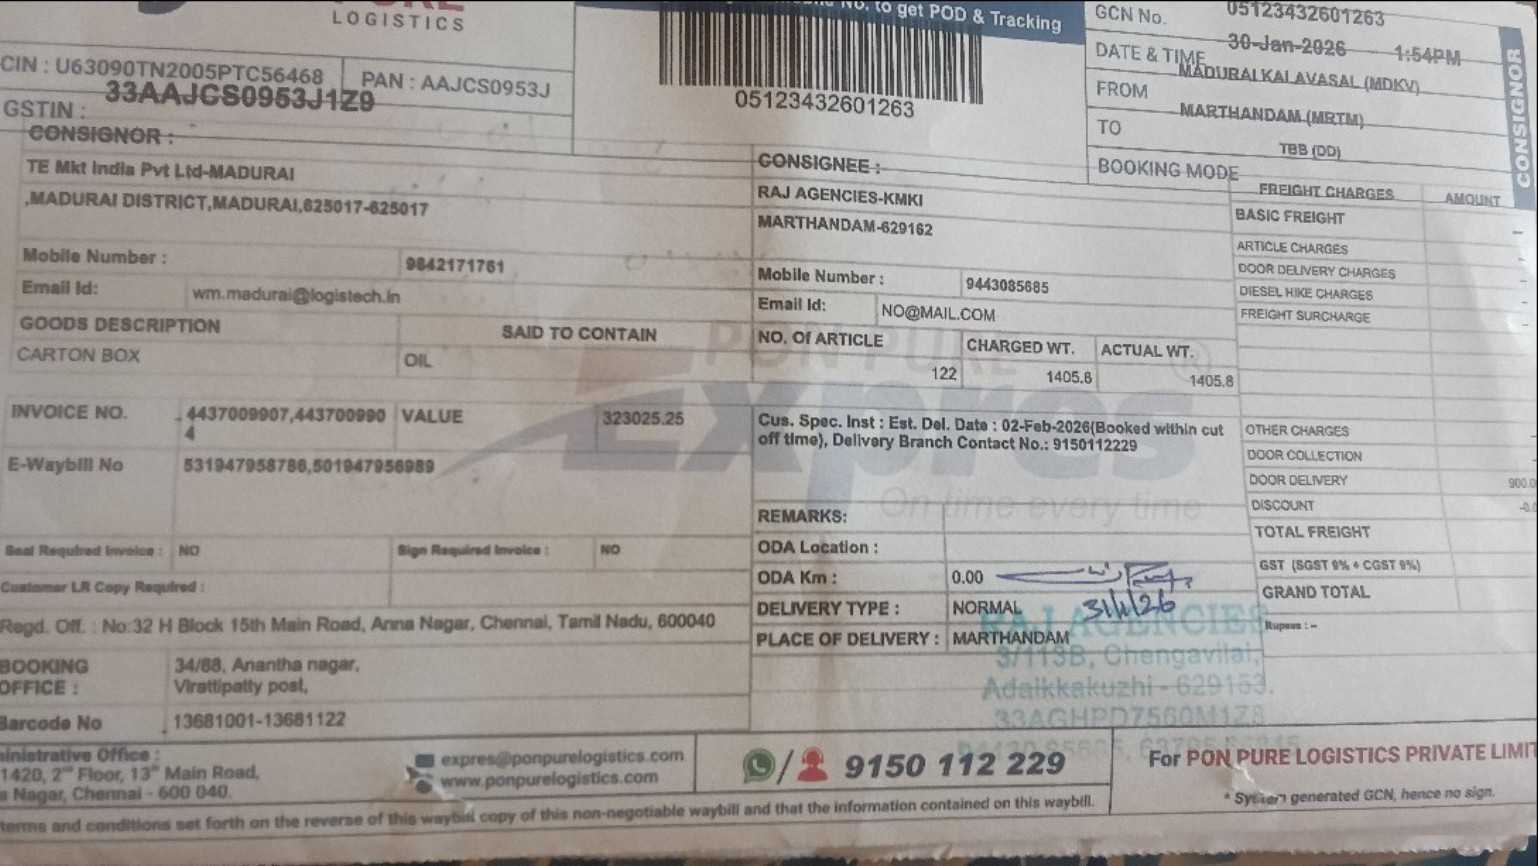 LOGISTICS
No. to get POD & Tracking
CIN : U63090TN2005PTC56468
PAN : AAJCS0953J
GSTIN :
33AAJCS0953J1Z9
05123432601263
GCN No.
05123432601263
DATE & TIME
30-Jan-2026
1:54PM
FROM
MADURAI KALAVASAL (MDKV)
TO
MARTHANDAM (MRTM)
BOOKING MODE
TBB (DD)
CONSIGNOR
CONSIGNOR :
TE Mkt India Pvt Ltd-MADURAI
,MADURAI DISTRICT,MADURAI,625017-625017
Mobile Number :
9842171761
Email Id:
wm.madurai@logistech.in
GOODS DESCRIPTION
SAID TO CONTAIN
CARTON BOX
OIL
INVOICE NO.
4437009907,443700990
4
VALUE
323025.25
E-Waybill No
531947958786,501947956989
Seal Required Invoice :
NO
Sign Required Invoice :
NO
Customer LR Copy Required :
Regd. Off. : No:32 H Block 15th Main Road, Anna Nagar, Chennai, Tamil Nadu, 600040
BOOKING
OFFICE :
34/88, Anantha nagar,
Virattipatty post,
Barcode No
13681001-13681122
CONSIGNEE :
RAJ AGENCIES-KMKI
MARTHANDAM-629162
Mobile Number :
9443085685
Email Id:
NO@MAIL.COM
NO. Of ARTICLE
CHARGED WT.
ACTUAL WT.
122
1405.8
1405.8
PON PURE
Expres
On time every time
Cus. Spec. Inst : Est. Del. Date : 02-Feb-2026(Booked within cut
off time), Delivery Branch Contact No.: 9150112229
REMARKS:
ODA Location :
ODA Km :
0.00
DELIVERY TYPE :
NORMAL
PLACE OF DELIVERY :
MARTHANDAM
31/1/26
RAJ AGENCIES
3/113B, Chengavilai,
Adaikkakuzhi - 629153.
33AGHPD7560M1Z8
FREIGHT CHARGES
AMOUNT
BASIC FREIGHT
ARTICLE CHARGES
DOOR DELIVERY CHARGES
DIESEL HIKE CHARGES
FREIGHT SURCHARGE
OTHER CHARGES
DOOR COLLECTION
DOOR DELIVERY
900.0
DISCOUNT
-0.0
TOTAL FREIGHT
GST (SGST 9% + CGST 9%)
GRAND TOTAL
Rupees : -
ministrative Office :
1420, 2nd Floor, 13th Main Road,
a Nagar, Chennai - 600 040.
expres@ponpurelogistics.com
www.ponpurelogistics.com
9150 112 229
For PON PURE LOGISTICS PRIVATE LIMIT
* System generated GCN, hence no sign.
terms and conditions set forth on the reverse of this waybill copy of this non-negotiable waybill and that the information contained on this waybill.